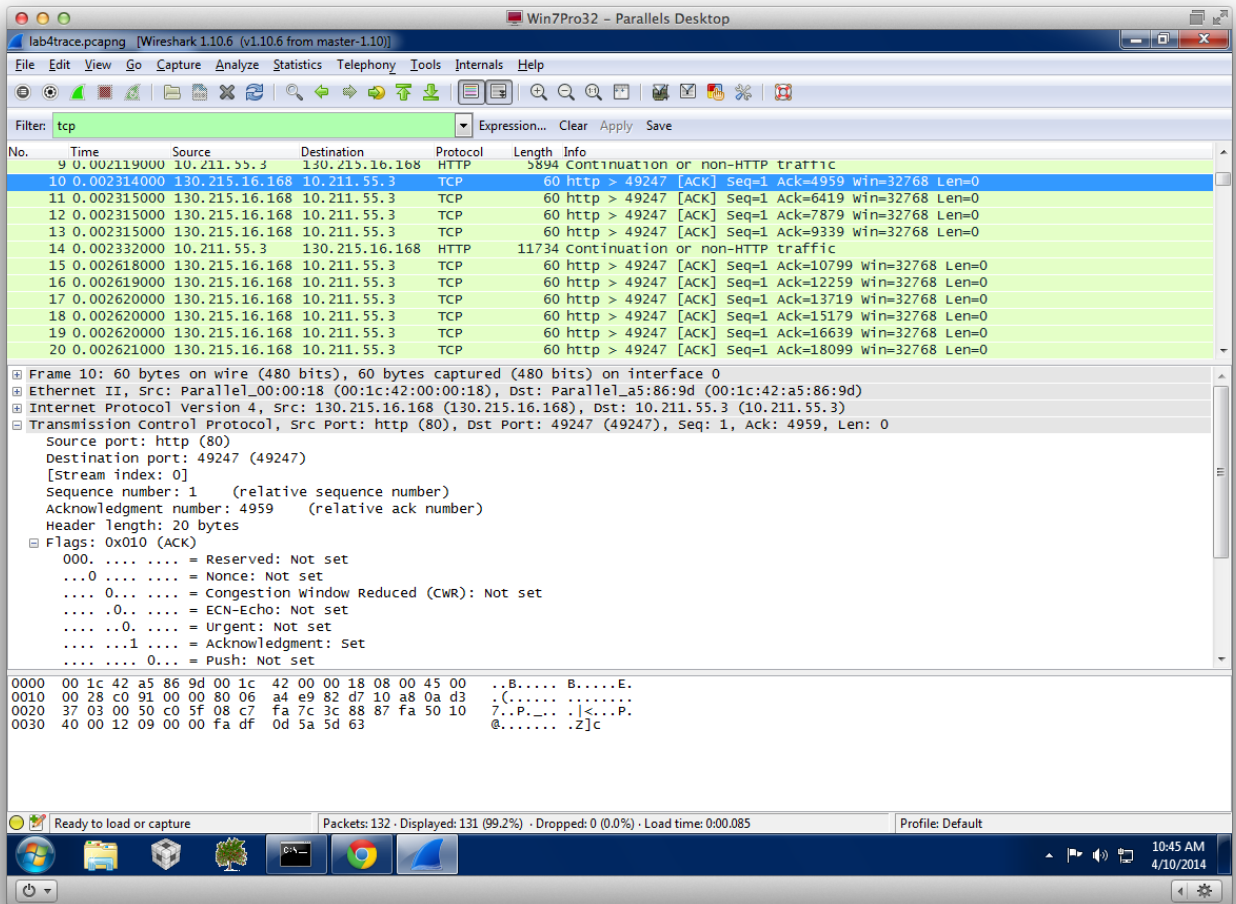 Win7Pro32 – Parallels Desktop
lab4trace.pcapng [Wireshark 1.10.6 (v1.10.6 from master-1.10)]
File Edit View Go Capture Analyze Statistics Telephony Tools Internals Help
Filter: tcp Expression... Clear Apply Save
No. Time Source Destination Protocol Length Info
9 0.002119000 10.211.55.3 130.215.16.168 HTTP 5894 Continuation or non-HTTP traffic
10 0.002314000 130.215.16.168 10.211.55.3 TCP 60 http > 49247 [ACK] Seq=1 Ack=4959 Win=32768 Len=0
11 0.002315000 130.215.16.168 10.211.55.3 TCP 60 http > 49247 [ACK] Seq=1 Ack=6419 Win=32768 Len=0
12 0.002315000 130.215.16.168 10.211.55.3 TCP 60 http > 49247 [ACK] Seq=1 Ack=7879 Win=32768 Len=0
13 0.002315000 130.215.16.168 10.211.55.3 TCP 60 http > 49247 [ACK] Seq=1 Ack=9339 Win=32768 Len=0
14 0.002332000 10.211.55.3 130.215.16.168 HTTP 11734 Continuation or non-HTTP traffic
15 0.002618000 130.215.16.168 10.211.55.3 TCP 60 http > 49247 [ACK] Seq=1 Ack=10799 Win=32768 Len=0
16 0.002619000 130.215.16.168 10.211.55.3 TCP 60 http > 49247 [ACK] Seq=1 Ack=12259 Win=32768 Len=0
17 0.002620000 130.215.16.168 10.211.55.3 TCP 60 http > 49247 [ACK] Seq=1 Ack=13719 Win=32768 Len=0
18 0.002620000 130.215.16.168 10.211.55.3 TCP 60 http > 49247 [ACK] Seq=1 Ack=15179 Win=32768 Len=0
19 0.002620000 130.215.16.168 10.211.55.3 TCP 60 http > 49247 [ACK] Seq=1 Ack=16639 Win=32768 Len=0
20 0.002621000 130.215.16.168 10.211.55.3 TCP 60 http > 49247 [ACK] Seq=1 Ack=18099 Win=32768 Len=0
Frame 10: 60 bytes on wire (480 bits), 60 bytes captured (480 bits) on interface 0
Ethernet II, Src: Parallel_00:00:18 (00:1c:42:00:00:18), Dst: Parallel_a5:86:9d (00:1c:42:a5:86:9d)
Internet Protocol Version 4, Src: 130.215.16.168 (130.215.16.168), Dst: 10.211.55.3 (10.211.55.3)
Transmission Control Protocol, Src Port: http (80), Dst Port: 49247 (49247), Seq: 1, Ack: 4959, Len: 0
Source port: http (80)
Destination port: 49247 (49247)
[Stream index: 0]
Sequence number: 1 (relative sequence number)
Acknowledgment number: 4959 (relative ack number)
Header length: 20 bytes
Flags: 0x010 (ACK)
000. .... .... = Reserved: Not set
...0 .... .... = Nonce: Not set
.... 0... .... = Congestion Window Reduced (CWR): Not set
.... .0.. .... = ECN-Echo: Not set
.... ..0. .... = Urgent: Not set
.... ...1 .... = Acknowledgment: Set
.... .... 0... = Push: Not set
0000 00 1c 42 a5 86 9d 00 1c 42 00 00 18 08 00 45 00 ..B..... B.....E.
0010 00 28 c0 91 00 00 80 06 a4 e9 82 d7 10 a8 0a d3 .(...... ........
0020 37 03 00 50 c0 5f 08 c7 fa 7c 3c 88 87 fa 50 10 7..P._.. .|<...P.
0030 40 00 12 09 00 00 fa df 0d 5a 5d 63 @....... .Z]c
Ready to load or capture Packets: 132 · Displayed: 131 (99.2%) · Dropped: 0 (0.0%) · Load time: 0:00.085 Profile: Default
C:\_
10:45 AM
4/10/2014